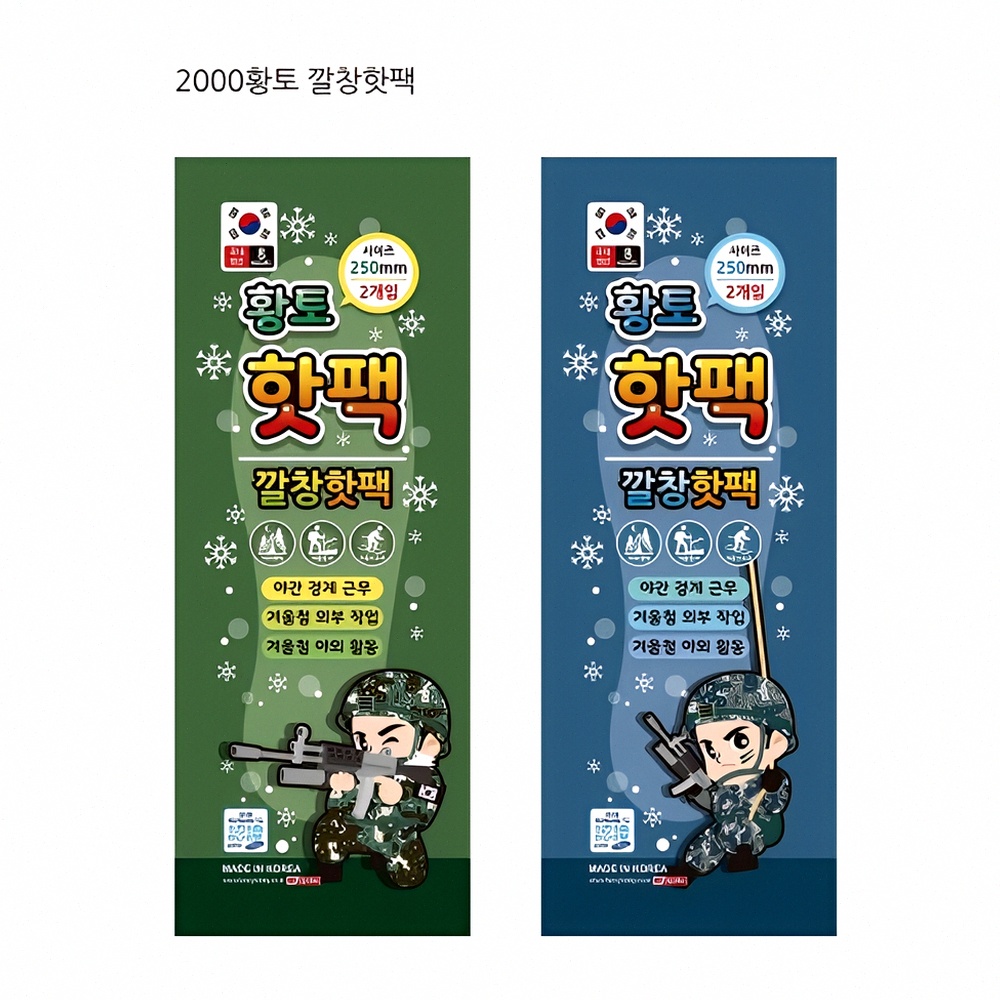 2000황토 깔창핫팩
사이즈
250mm
2개입
황토
핫팩
깔창핫팩
야간 경계 근무
겨울철 외부 작업
겨울철 야외 활동
MADE IN KOREA
사이즈
250mm
2개입
황토
핫팩
깔창핫팩
야간 경계 근무
겨울철 외부 작업
겨울철 야외 활동
MADE IN KOREA